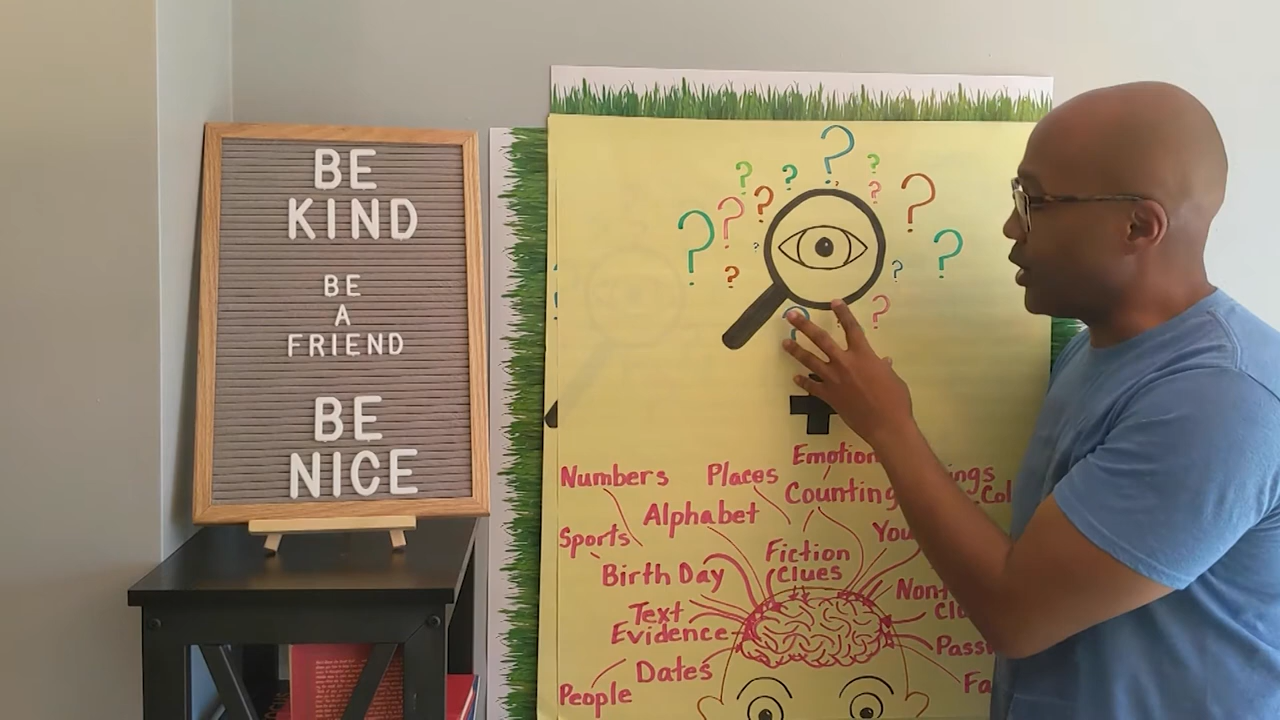 BE
KIND
BE
A
FRIEND
BE
NICE
? ? ? ? ? ? ? ? ? ? ? ? ? ? ?
Emotion
Numbers Places
Counting
Alphabet
Sports
Fiction
Clues
Birth Day
Text
Evidence
Dates
People